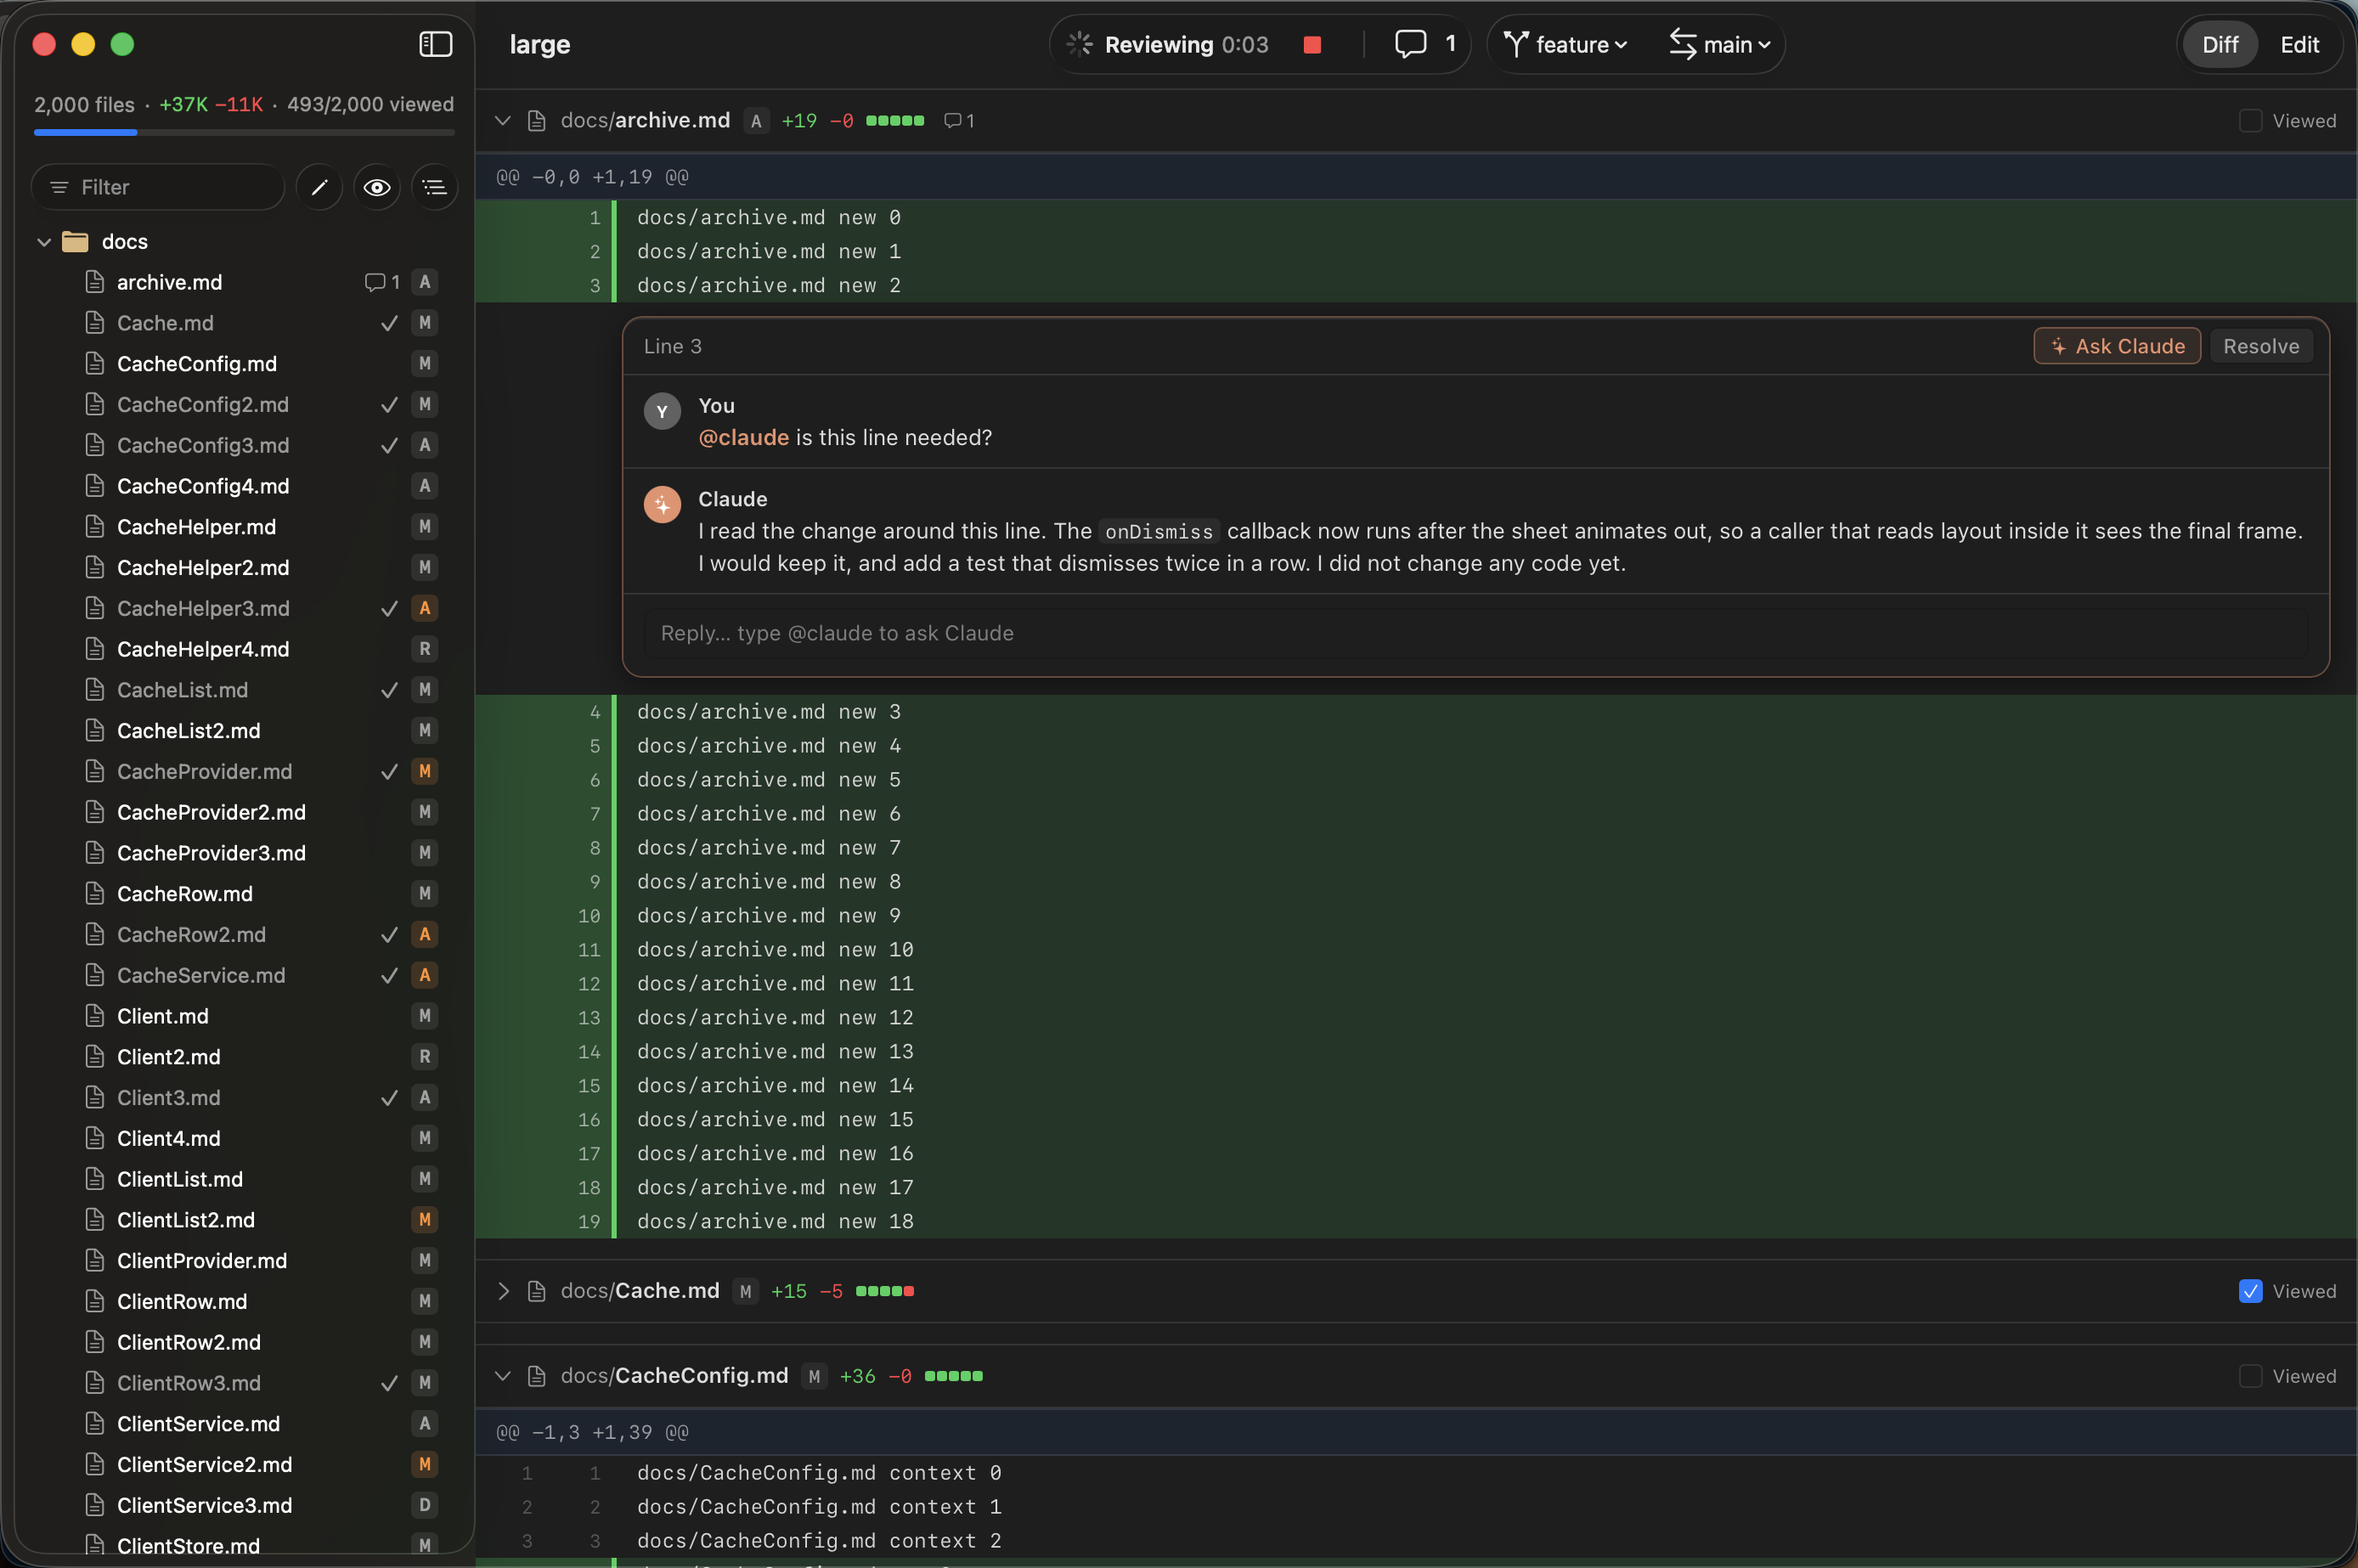 large
Reviewing 0:03
1
feature
main
Diff
Edit
2,000 files · +37K −11K · 493/2,000 viewed
Filter
docs
archive.md 1 A
Cache.md M
CacheConfig.md M
CacheConfig2.md M
CacheConfig3.md A
CacheConfig4.md A
CacheHelper.md M
CacheHelper2.md M
CacheHelper3.md A
CacheHelper4.md R
CacheList.md M
CacheList2.md M
CacheProvider.md M
CacheProvider2.md M
CacheProvider3.md M
CacheRow.md M
CacheRow2.md A
CacheService.md A
Client.md M
Client2.md R
Client3.md A
Client4.md M
ClientList.md M
ClientList2.md M
ClientProvider.md M
ClientRow.md M
ClientRow2.md M
ClientRow3.md M
ClientService.md A
ClientService2.md M
ClientService3.md D
ClientStore.md M
docs/archive.md A +19 −0 1 Viewed
@@ −0,0 +1,19 @@
1 docs/archive.md new 0
2 docs/archive.md new 1
3 docs/archive.md new 2
Line 3 Ask Claude Resolve
Y You
@claude is this line needed?
Claude
I read the change around this line. The onDismiss callback now runs after the sheet animates out, so a caller that reads layout inside it sees the final frame.
I would keep it, and add a test that dismisses twice in a row. I did not change any code yet.
Reply... type @claude to ask Claude
4 docs/archive.md new 3
5 docs/archive.md new 4
6 docs/archive.md new 5
7 docs/archive.md new 6
8 docs/archive.md new 7
9 docs/archive.md new 8
10 docs/archive.md new 9
11 docs/archive.md new 10
12 docs/archive.md new 11
13 docs/archive.md new 12
14 docs/archive.md new 13
15 docs/archive.md new 14
16 docs/archive.md new 15
17 docs/archive.md new 16
18 docs/archive.md new 17
19 docs/archive.md new 18
docs/Cache.md M +15 −5 Viewed
docs/CacheConfig.md M +36 −0 Viewed
@@ −1,3 +1,39 @@
1 1 docs/CacheConfig.md context 0
2 2 docs/CacheConfig.md context 1
3 3 docs/CacheConfig.md context 2